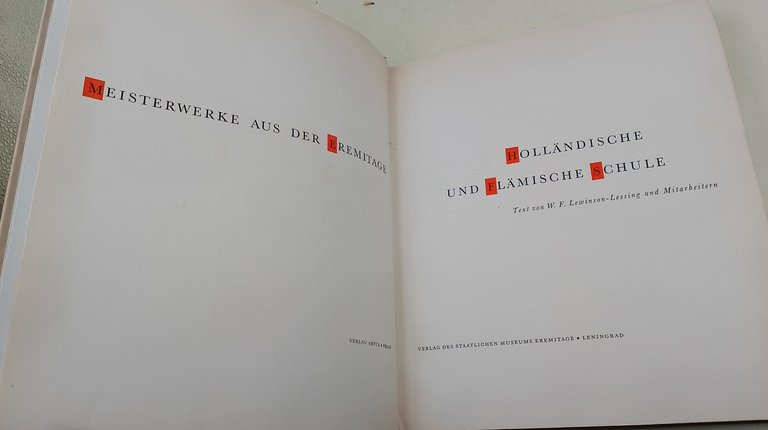 MEISTERWERKE AUS DER EREMITAGE
VERLAG ARTIA • PRAG
HOLLÄNDISCHE
UND FLÄMISCHE SCHULE
Text von W. F. Lewinson-Lessing und Mitarbeitern
VERLAG DES STAATLICHEN MUSEUMS EREMITAGE • LENINGRAD